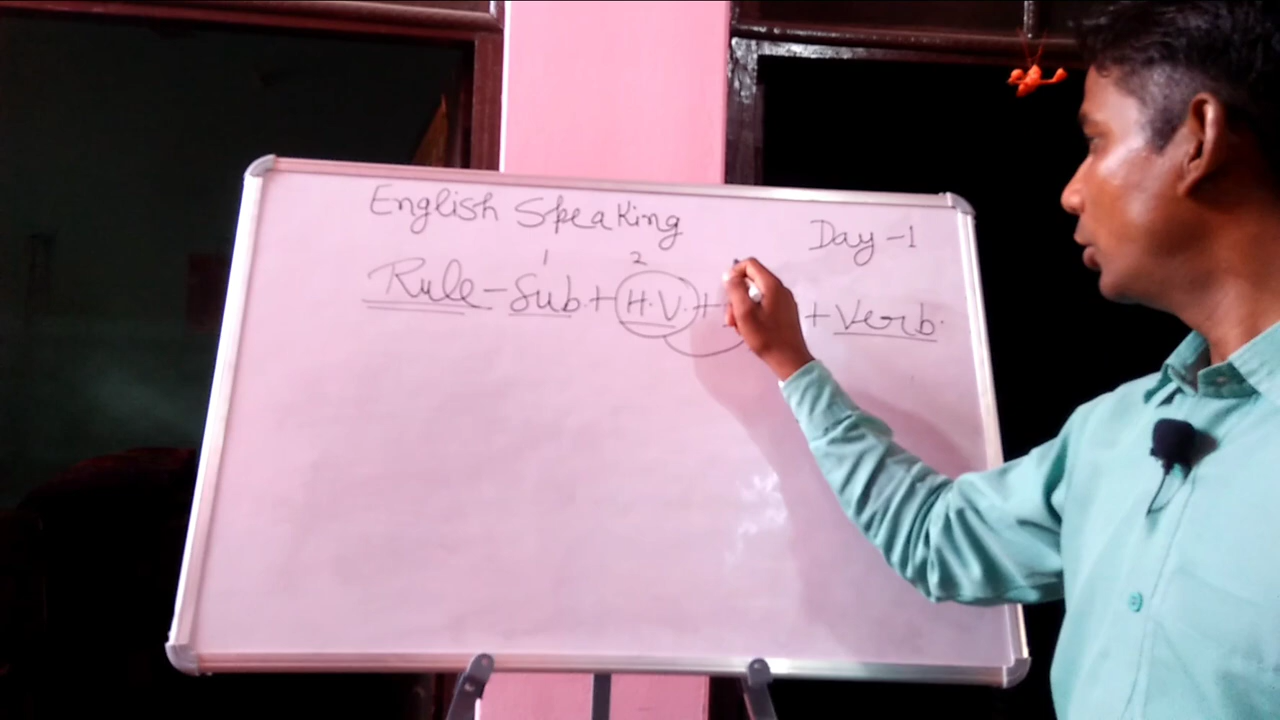 English Speaking
Day-1
1 2
Rule - Sub. + H.V. + + Verb.